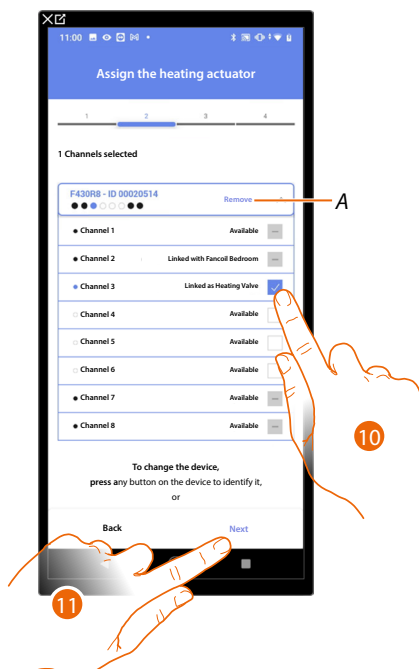 11:00
Assign the heating actuator
1 2 3 4
1 Channels selected
F430R8 - ID 00020514
Remove
A
Channel 1 Available
Channel 2 Linked with Fancoil Bedroom
Channel 3 Linked as Heating Valve
Channel 4 Available
Channel 5 Available
Channel 6 Available
Channel 7 Available
Channel 8 Available
10
To change the device,
press any button on the device to identify it,
or
Back Next
11